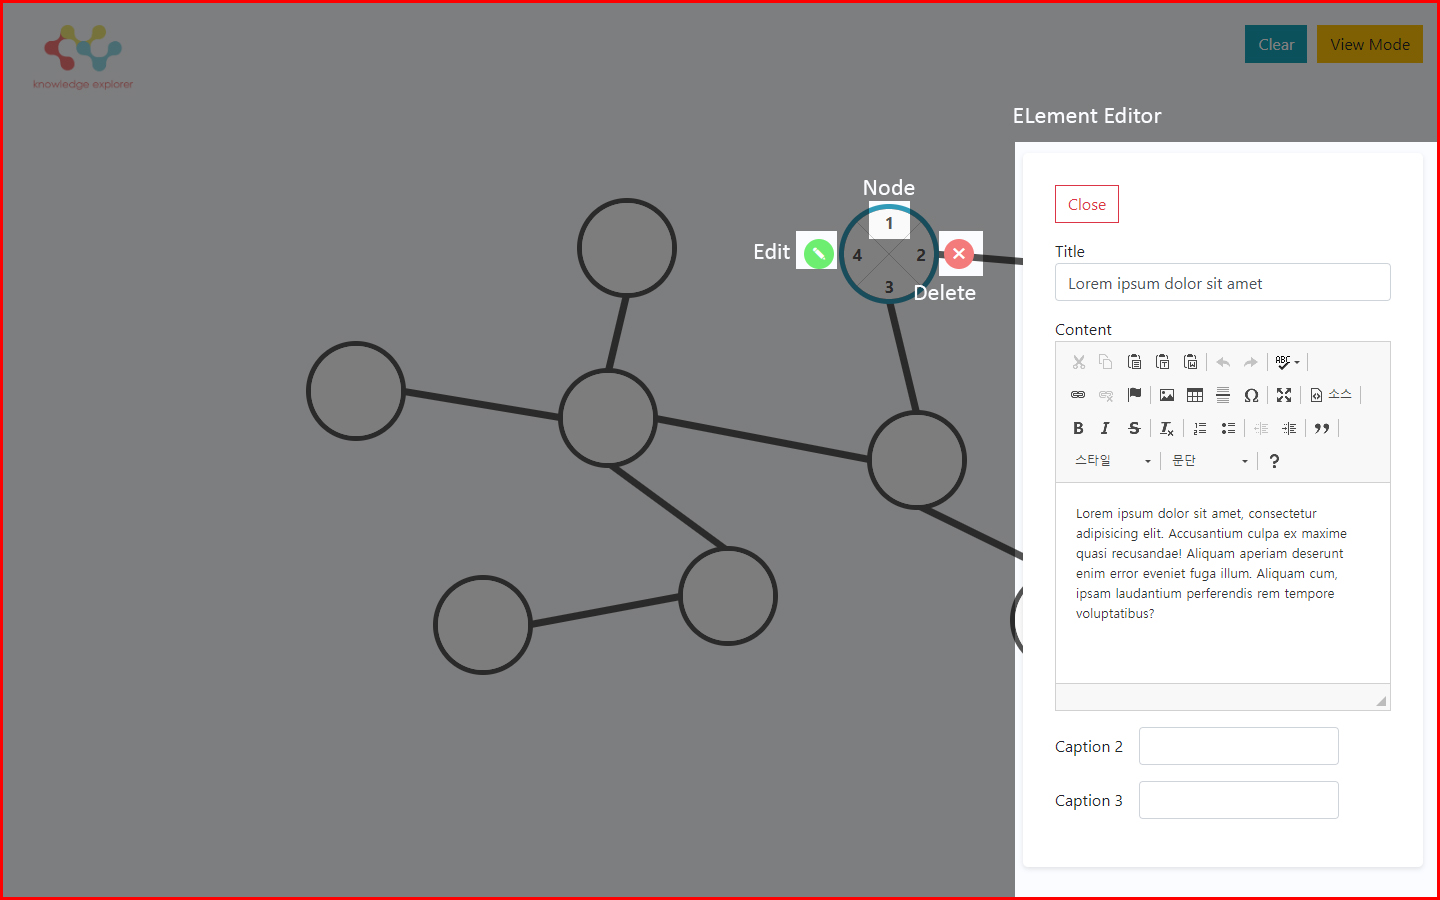 knowledge explorer
Clear
View Mode
ELement Editor
Node
Edit
1
4
2
3
Delete
Close
Title
Lorem ipsum dolor sit amet
Content
ABC
소스
B I S Tx
스타일
문단
?
Lorem ipsum dolor sit amet, consectetur
adipisicing elit. Accusantium culpa ex maxime
quasi recusandae! Aliquam aperiam deserunt
enim error eveniet fuga illum. Aliquam cum,
ipsam laudantium perferendis rem tempore
voluptatibus?
Caption 2
Caption 3